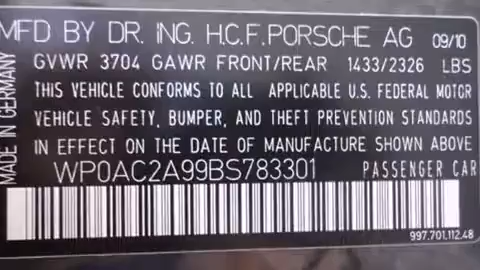 MFD BY DR. ING. H.C.F. PORSCHE AG 09/10
GVWR 3704 GAWR FRONT/REAR 1433/2326 LBS
THIS VEHICLE CONFORMS TO ALL APPLICABLE U.S. FEDERAL MOTOR
VEHICLE SAFETY, BUMPER, AND THEFT PREVENTION STANDARDS
IN EFFECT ON THE DATE OF MANUFACTURE SHOWN ABOVE
WP0AC2A99BS783301 PASSENGER CAR
997.701.112.48
MADE IN GERMANY